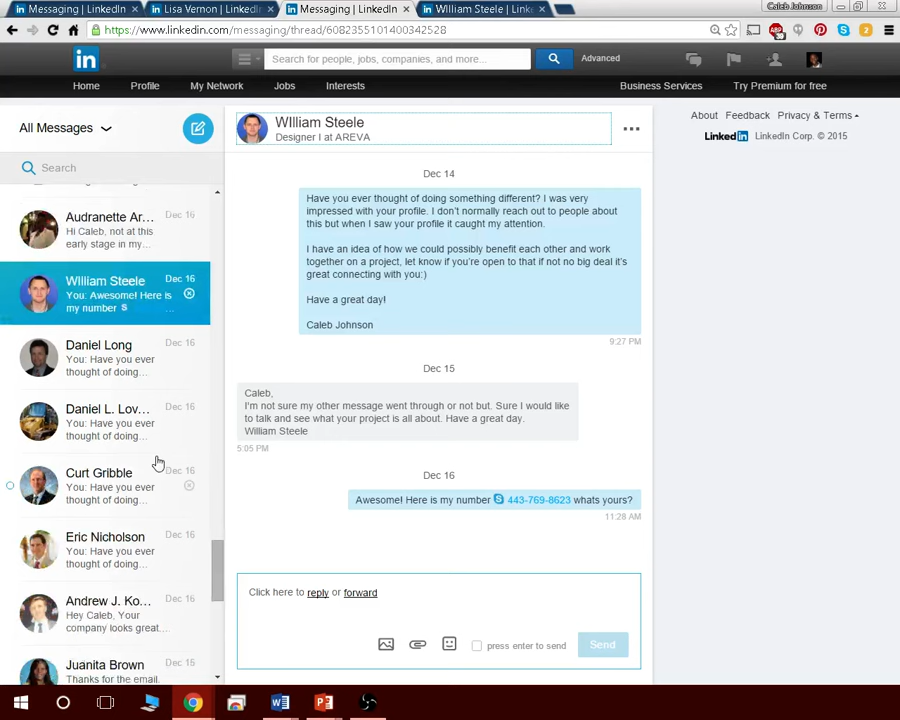 Messaging | LinkedIn
Lisa Vernon | LinkedIn
Messaging | LinkedIn
WIlliam Steele | Linke
Caleb Johnson
https://www.linkedin.com/messaging/thread/6082355101400342528
ABP
2
in
Search for people, jobs, companies, and more...
Advanced
Home
Profile
My Network
Jobs
Interests
Business Services
Try Premium for free
All Messages
Search
Audranette Ar...
Dec 16
Hi Caleb, not at this
early stage in my...
WIlliam Steele
Dec 16
You: Awesome! Here is
my number
...
Daniel Long
Dec 16
You: Have you ever
thought of doing...
Daniel L. Lov...
Dec 16
You: Have you ever
thought of doing...
Curt Gribble
Dec 16
You: Have you ever
thought of doing...
Eric Nicholson
Dec 16
You: Have you ever
thought of doing...
Andrew J. Ko...
Dec 16
Hey Caleb, Your
company looks great...
Juanita Brown
Dec 15
Thanks for the email.
WIlliam Steele
Designer I at AREVA
Dec 14
Have you ever thought of doing something different? I was very
impressed with your profile. I don't normally reach out to people about
this but when I saw your profile it caught my attention.
I have an idea of how we could possibly benefit each other and work
together on a project, let know if you're open to that if not no big deal it's
great connecting with you:)
Have a great day!
Caleb Johnson
9:27 PM
Dec 15
Caleb,
I'm not sure my other message went through or not but. Sure I would like
to talk and see what your project is all about. Have a great day.
William Steele
5:05 PM
Dec 16
Awesome! Here is my number 443-769-8623 whats yours?
11:28 AM
Click here to reply or forward
press enter to send
Send
About Feedback Privacy & Terms
Linked in LinkedIn Corp. © 2015